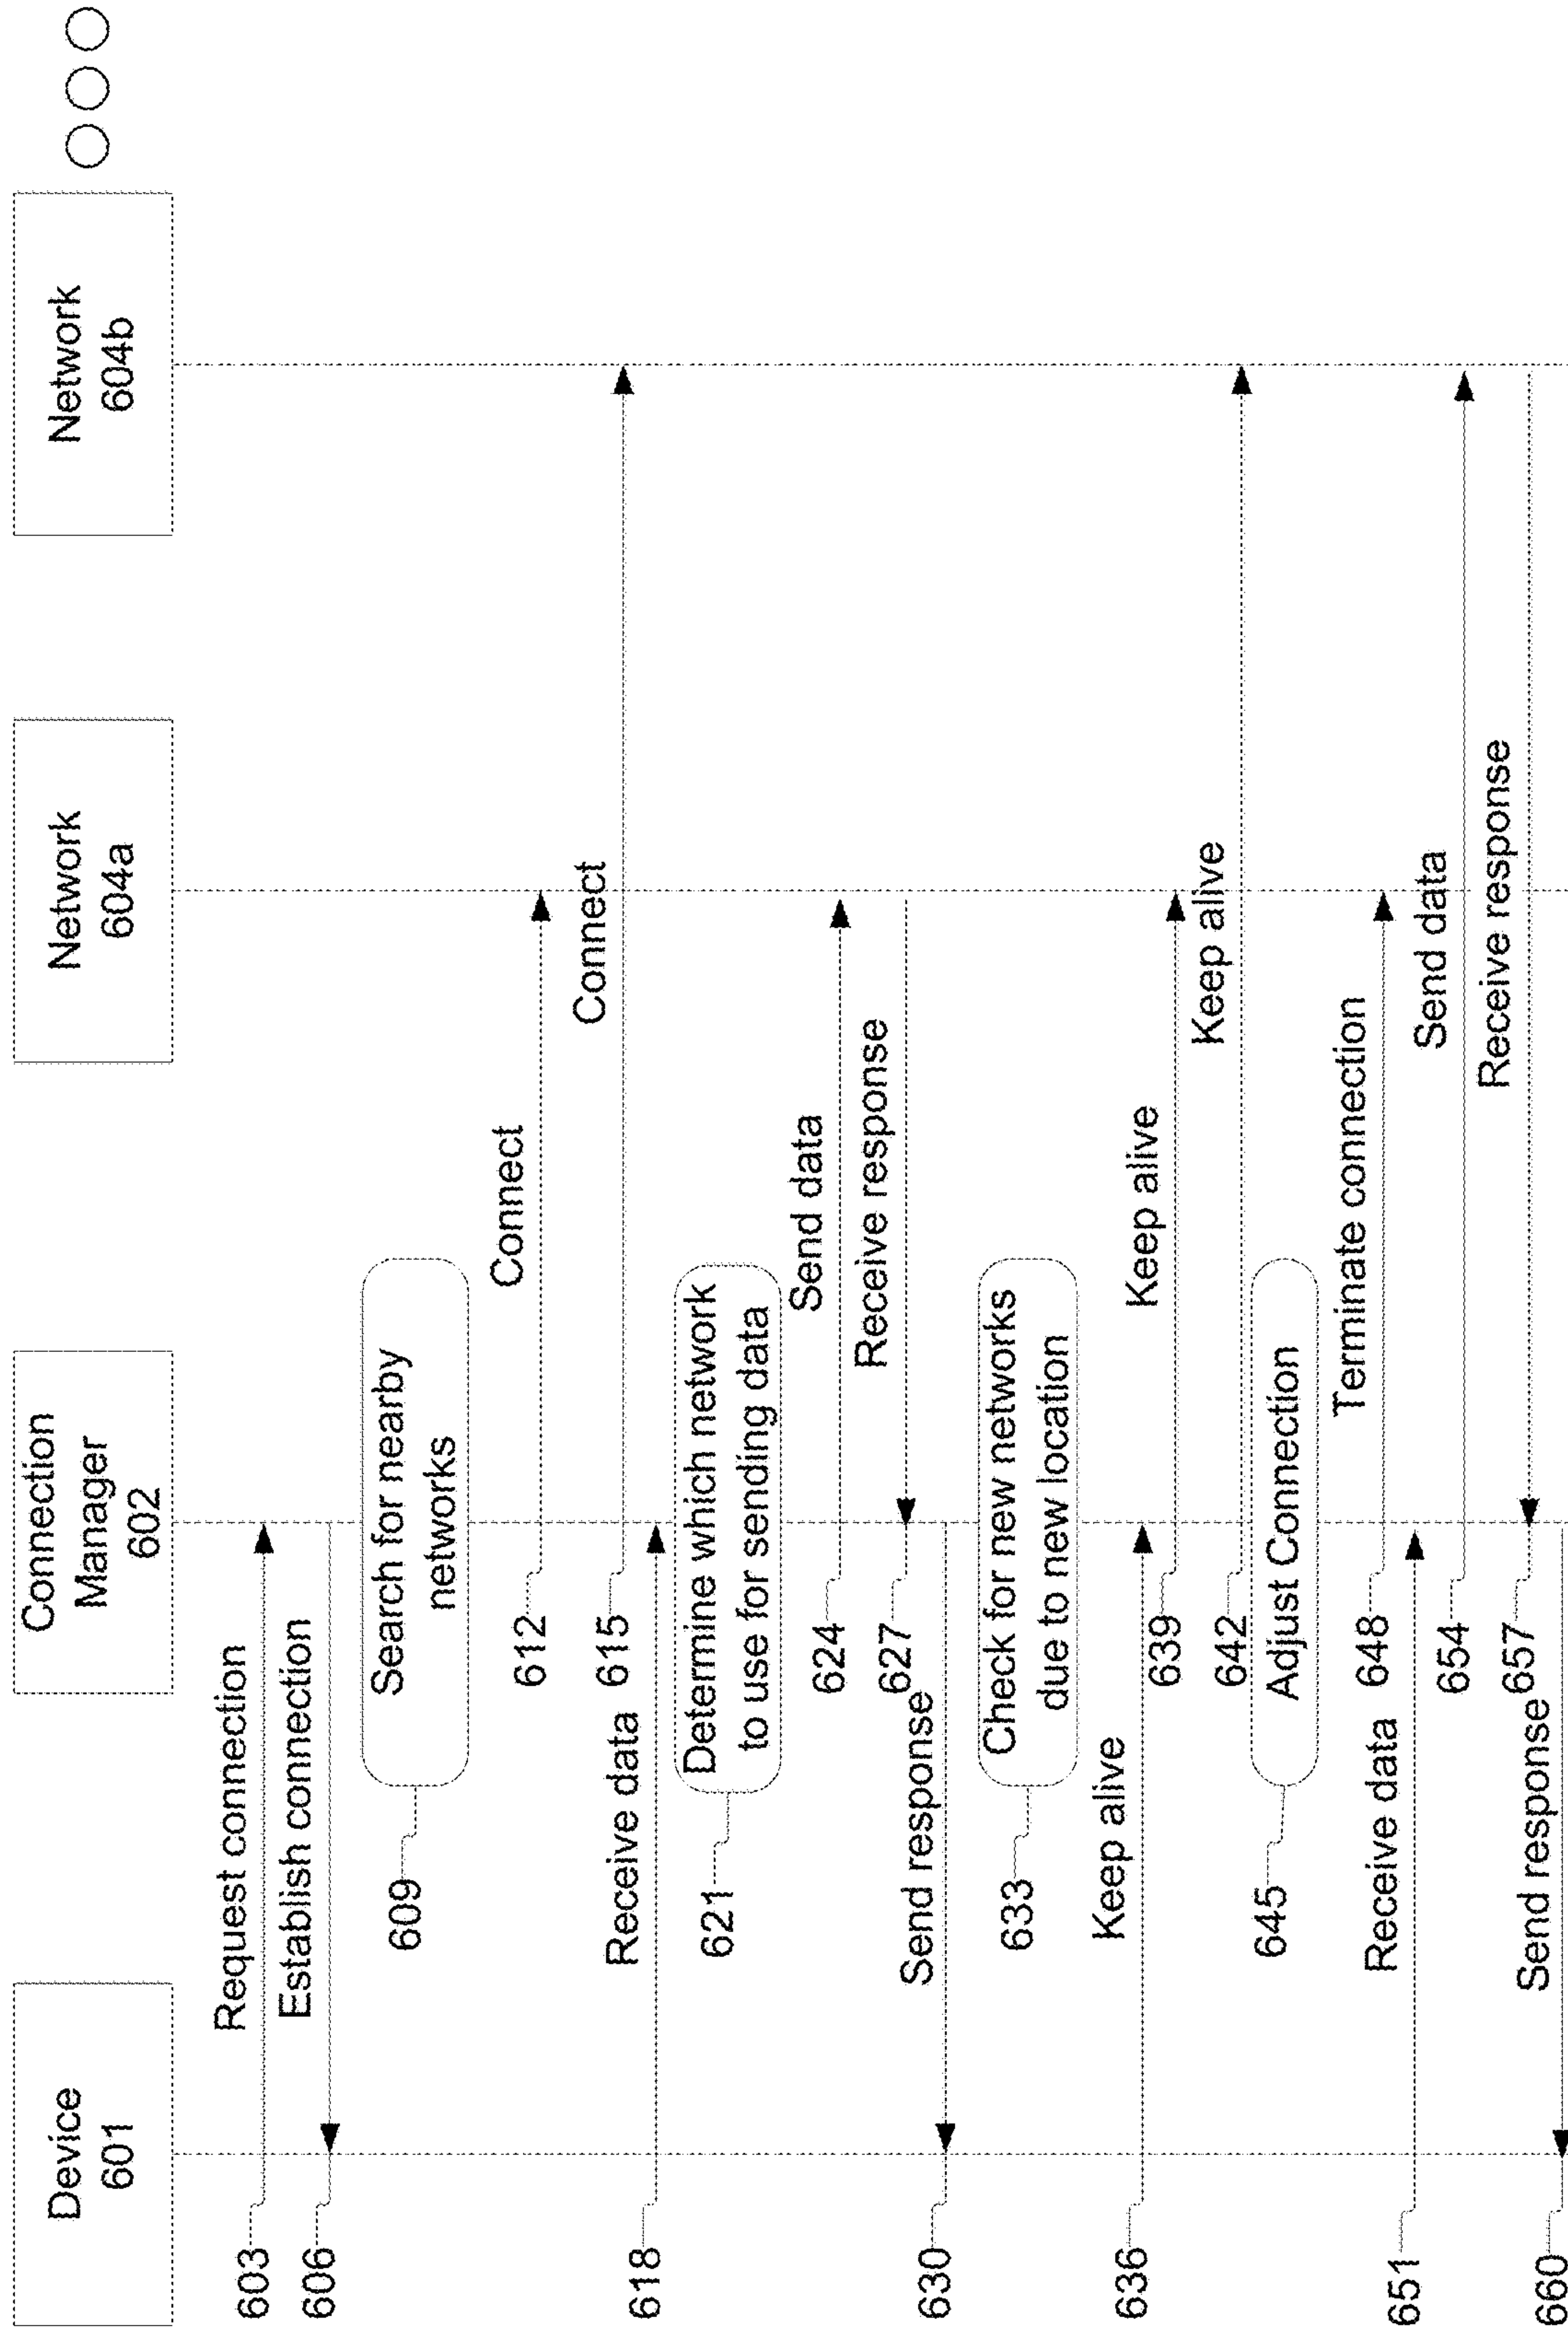 Device
601
Connection
Manager
602
Network
604a
Network
604b
603
Request connection
606
Establish connection
609
Search for nearby
networks
612
Connect
615
Connect
618
Receive data
621
Determine which network
to use for sending data
624
Send data
627
Receive response
630
Send response
633
Check for new networks
due to new location
636
Keep alive
639
Keep alive
642
Keep alive
645
Adjust Connection
648
Terminate connection
651
Receive data
654
Send data
657
Receive response
660
Send response